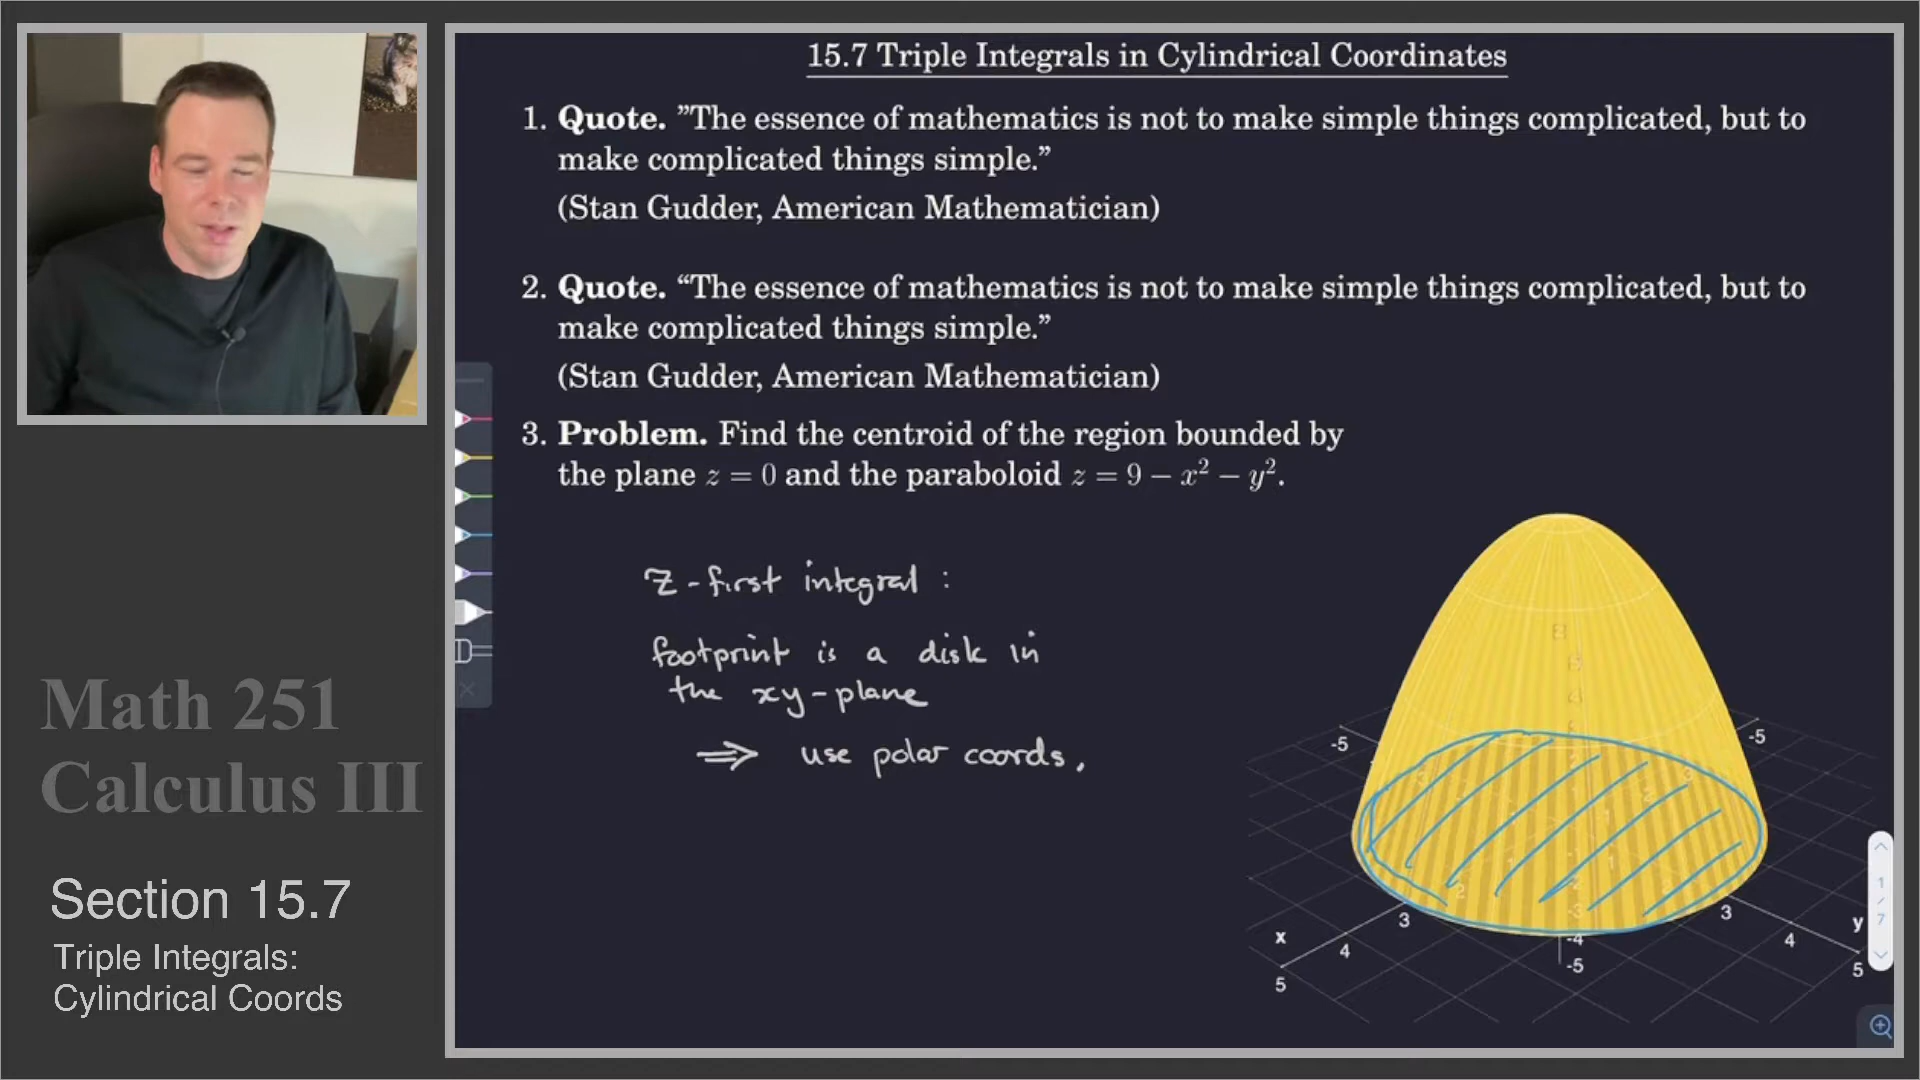 15.7 Triple Integrals in Cylindrical Coordinates
1. Quote. ”The essence of mathematics is not to make simple things complicated, but to
make complicated things simple.”
(Stan Gudder, American Mathematician)
2. Quote. “The essence of mathematics is not to make simple things complicated, but to
make complicated things simple.”
(Stan Gudder, American Mathematician)
3. Problem. Find the centroid of the region bounded by
the plane z = 0 and the paraboloid z = 9 − x² − y².
z-first integral :
footprint is a disk in
the xy-plane
⇒ use polar coords.
-5
-5
3
3
x
4
-4
4
y
5
-5
5
1
/
7
Math 251
Calculus III
Section 15.7
Triple Integrals:
Cylindrical Coords